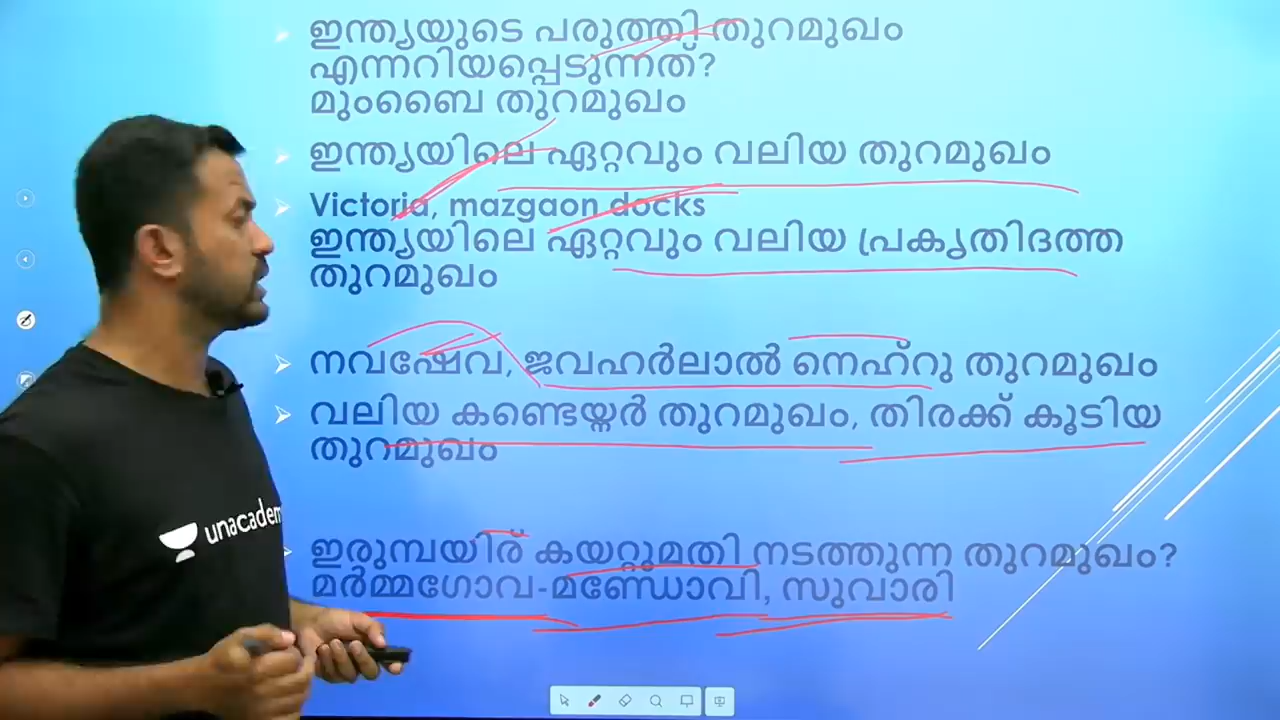 ഇന്ത്യയുടെ പരുത്തി തുറമുഖം
എന്നറിയപ്പെടുന്നത്?
മുംബൈ തുറമുഖം
ഇന്ത്യയിലെ ഏറ്റവും വലിയ തുറമുഖം
Victoria, mazgaon docks
ഇന്ത്യയിലെ ഏറ്റവും വലിയ പ്രകൃതിദത്ത
തുറമുഖം
നവഷേവ, ജവഹർലാൽ നെഹ്റു തുറമുഖം
വലിയ കണ്ടെയ്നർ തുറമുഖം, തിരക്ക് കൂടിയ
തുറമുഖം
unacadem
ഇരുമ്പയിര് കയറ്റുമതി നടത്തുന്ന തുറമുഖം?
മർമ്മഗോവ-മണ്ഡോവി, സുവാരി